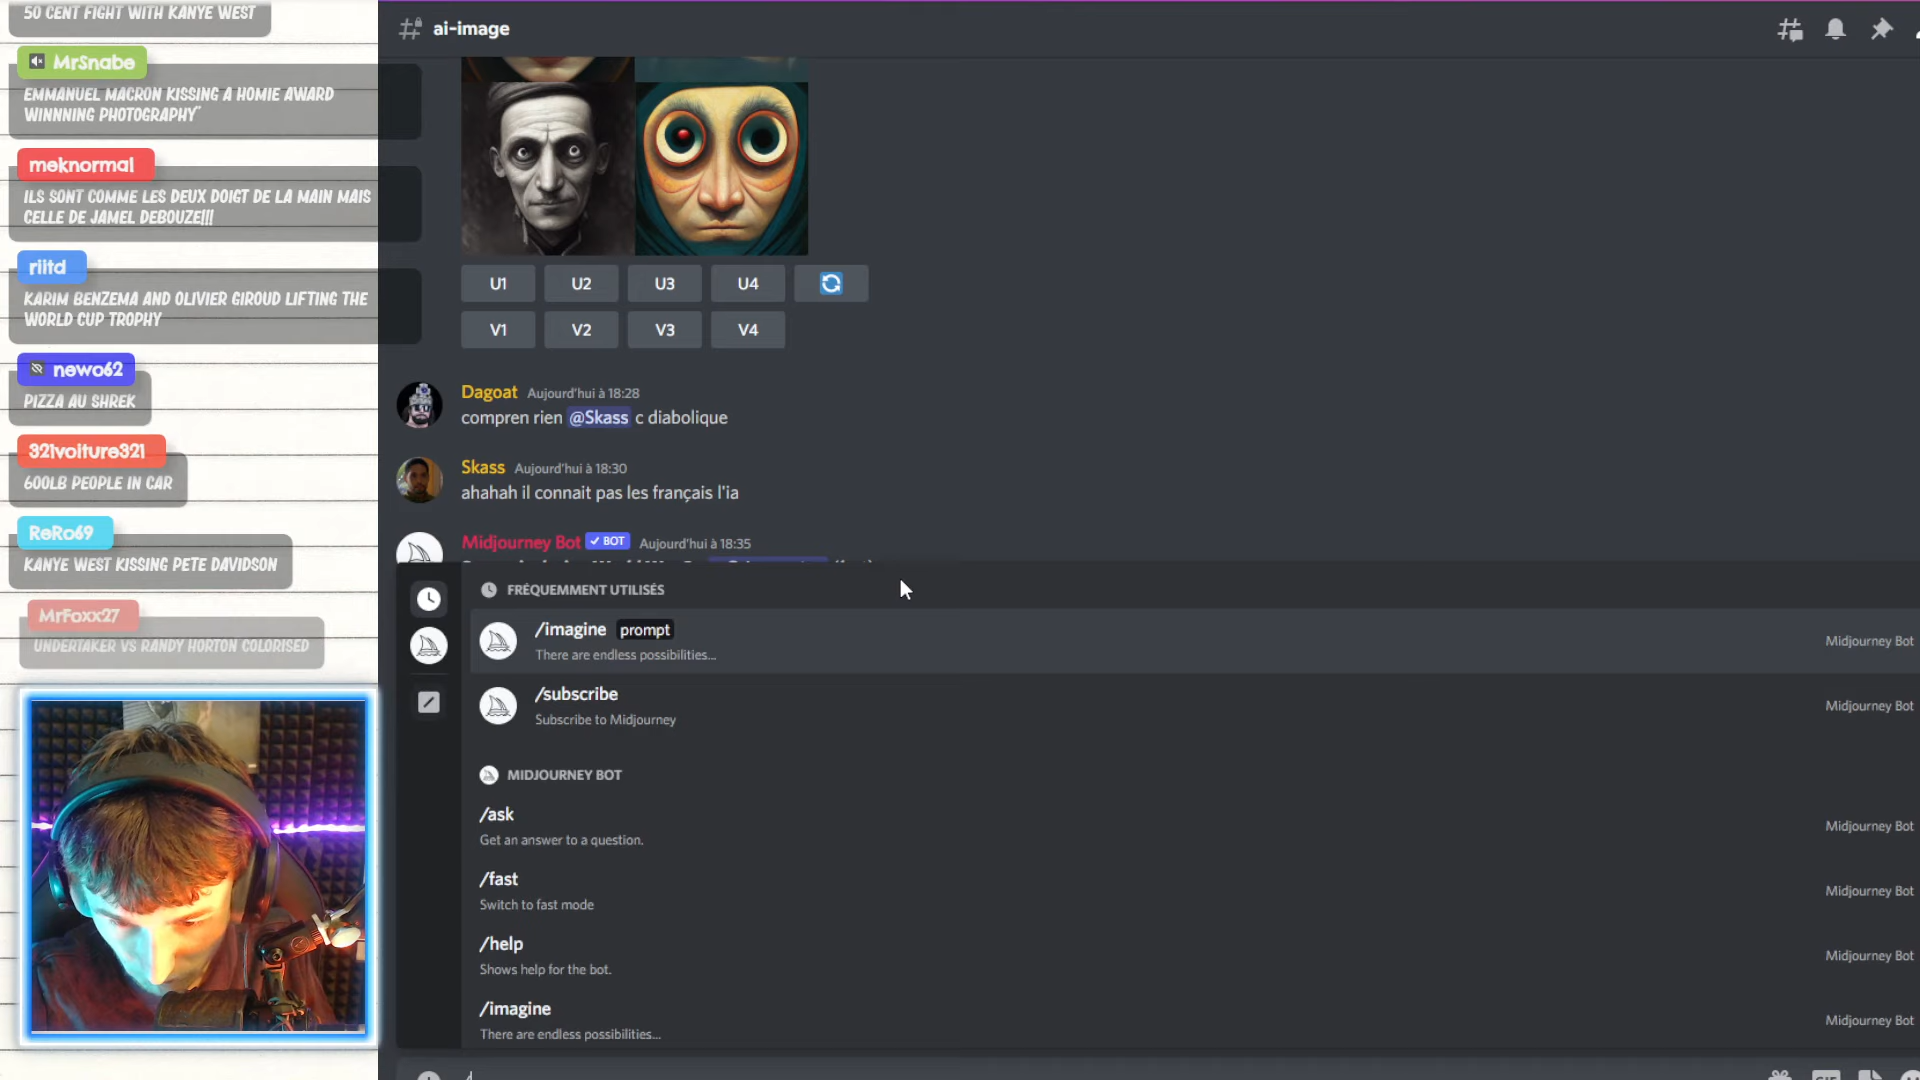 50 CENT FIGHT WITH KANYE WEST
MrSnabe
EMMANUEL MACRON KISSING A HOMIE AWARD
WINNNING PHOTOGRAPHY"
meknormal
ILS SONT COMME LES DEUX DOIGT DE LA MAIN MAIS
CELLE DE JAMEL DEBOUZE!!!
riitd
KARIM BENZEMA AND OLIVIER GIROUD LIFTING THE
WORLD CUP TROPHY
newo62
PIZZA AU SHREK
321voiture321
600LB PEOPLE IN CAR
ReRo69
KANYE WEST KISSING PETE DAVIDSON
MrFoxx27
UNDERTAKER VS RANDY HORTON COLORISED
ai-image
U1 U2 U3 U4
V1 V2 V3 V4
Dagoat Aujourd'hui à 18:28
compren rien @Skass c diabolique
Skass Aujourd'hui à 18:30
ahahah il connait pas les français l'ia
Midjourney Bot BOT Aujourd'hui à 18:35
FRÉQUEMMENT UTILISÉS
/imagine prompt
There are endless possibilities...
Midjourney Bot
/subscribe
Subscribe to Midjourney
Midjourney Bot
MIDJOURNEY BOT
/ask
Get an answer to a question.
Midjourney Bot
/fast
Switch to fast mode
Midjourney Bot
/help
Shows help for the bot.
Midjourney Bot
/imagine
There are endless possibilities...
Midjourney Bot
/
GIF